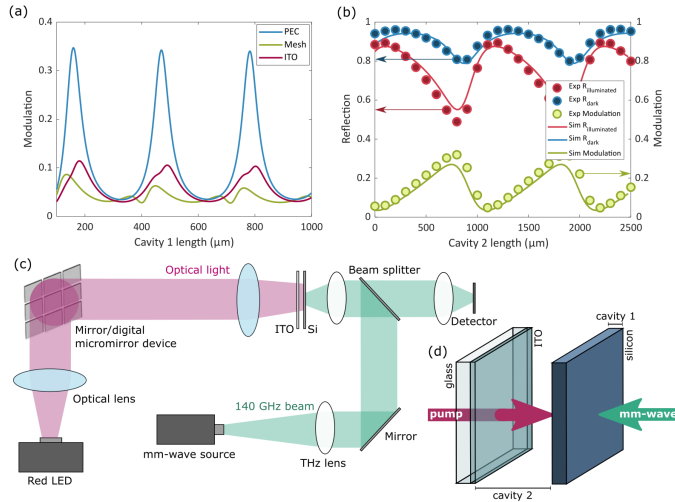 (a)
PEC
Mesh
ITO
Modulation
0.4
0.3
0.2
0.1
0
200
400
600
800
1000
Cavity 1 length (μm)
(b)
Reflection
1
0.8
0.6
0.4
0.2
0
1
0.8
0.4
0.2
0
Modulation
Exp R_illuminated
Exp R_dark
Exp Modulation
Sim R_illuminated
Sim R_dark
Sim Modulation
0
500
1000
1500
2000
2500
Cavity 2 length (μm)
(c)
Optical light
Beam splitter
ITO
Si
Detector
Mirror/digital
micromirror device
Optical lens
140 GHz beam
Mirror
mm-wave source
THz lens
Red LED
(d)
cavity 1
glass
ITO
silicon
pump
mm-wave
cavity 2